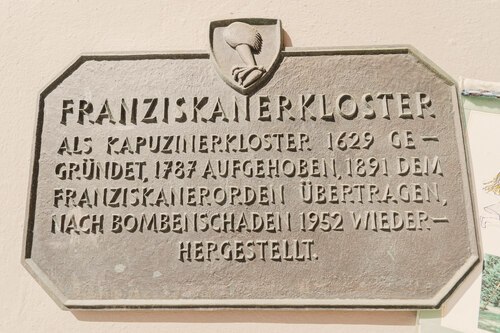 FRANZISKANERKLOSTER
ALS KAPUZINERKLOSTER 1629 GE-
GRÜNDET, 1787 AUFGEHOBEN, 1891 DEM
FRANZISKANERORDEN ÜBERTRAGEN,
NACH BOMBENSCHADEN 1952 WIEDER-
HERGESTELLT.